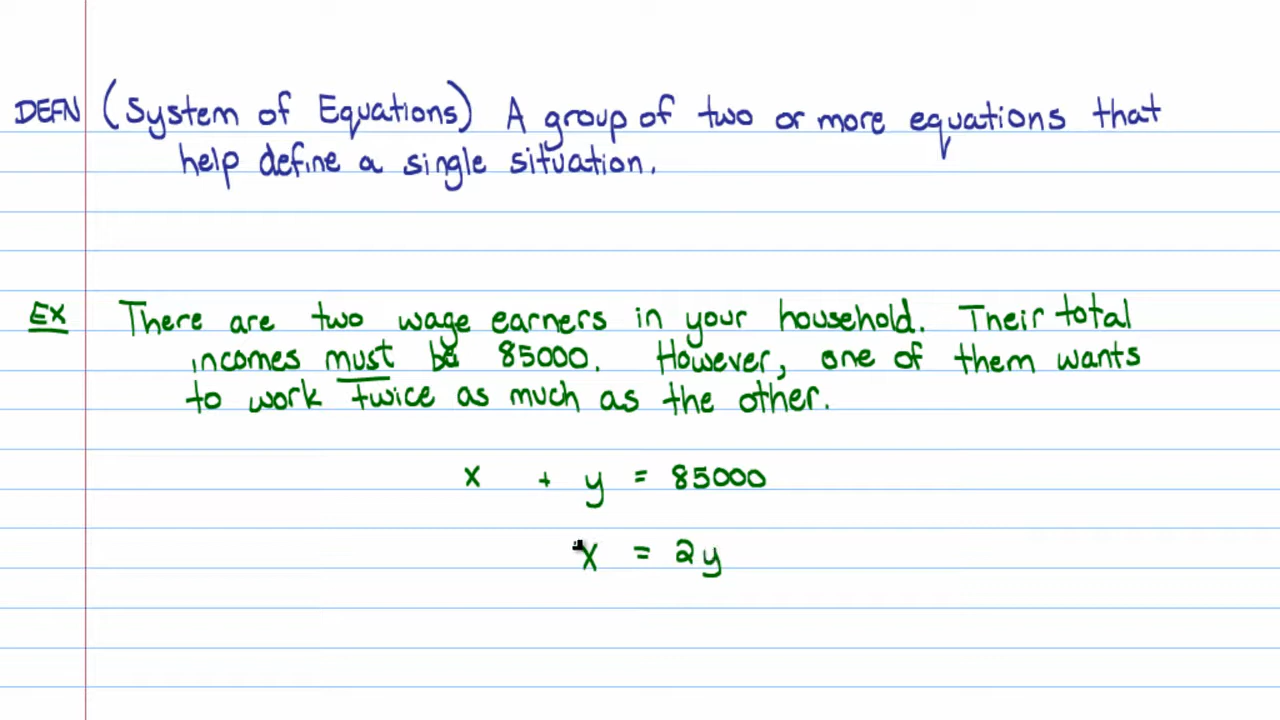 DEFN (System of Equations) A group of two or more equations that
help define a single situation.
EX There are two wage earners in your household. Their total
incomes must be 85000. However, one of them wants
to work twice as much as the other.
x + y = 85000
x = 2y